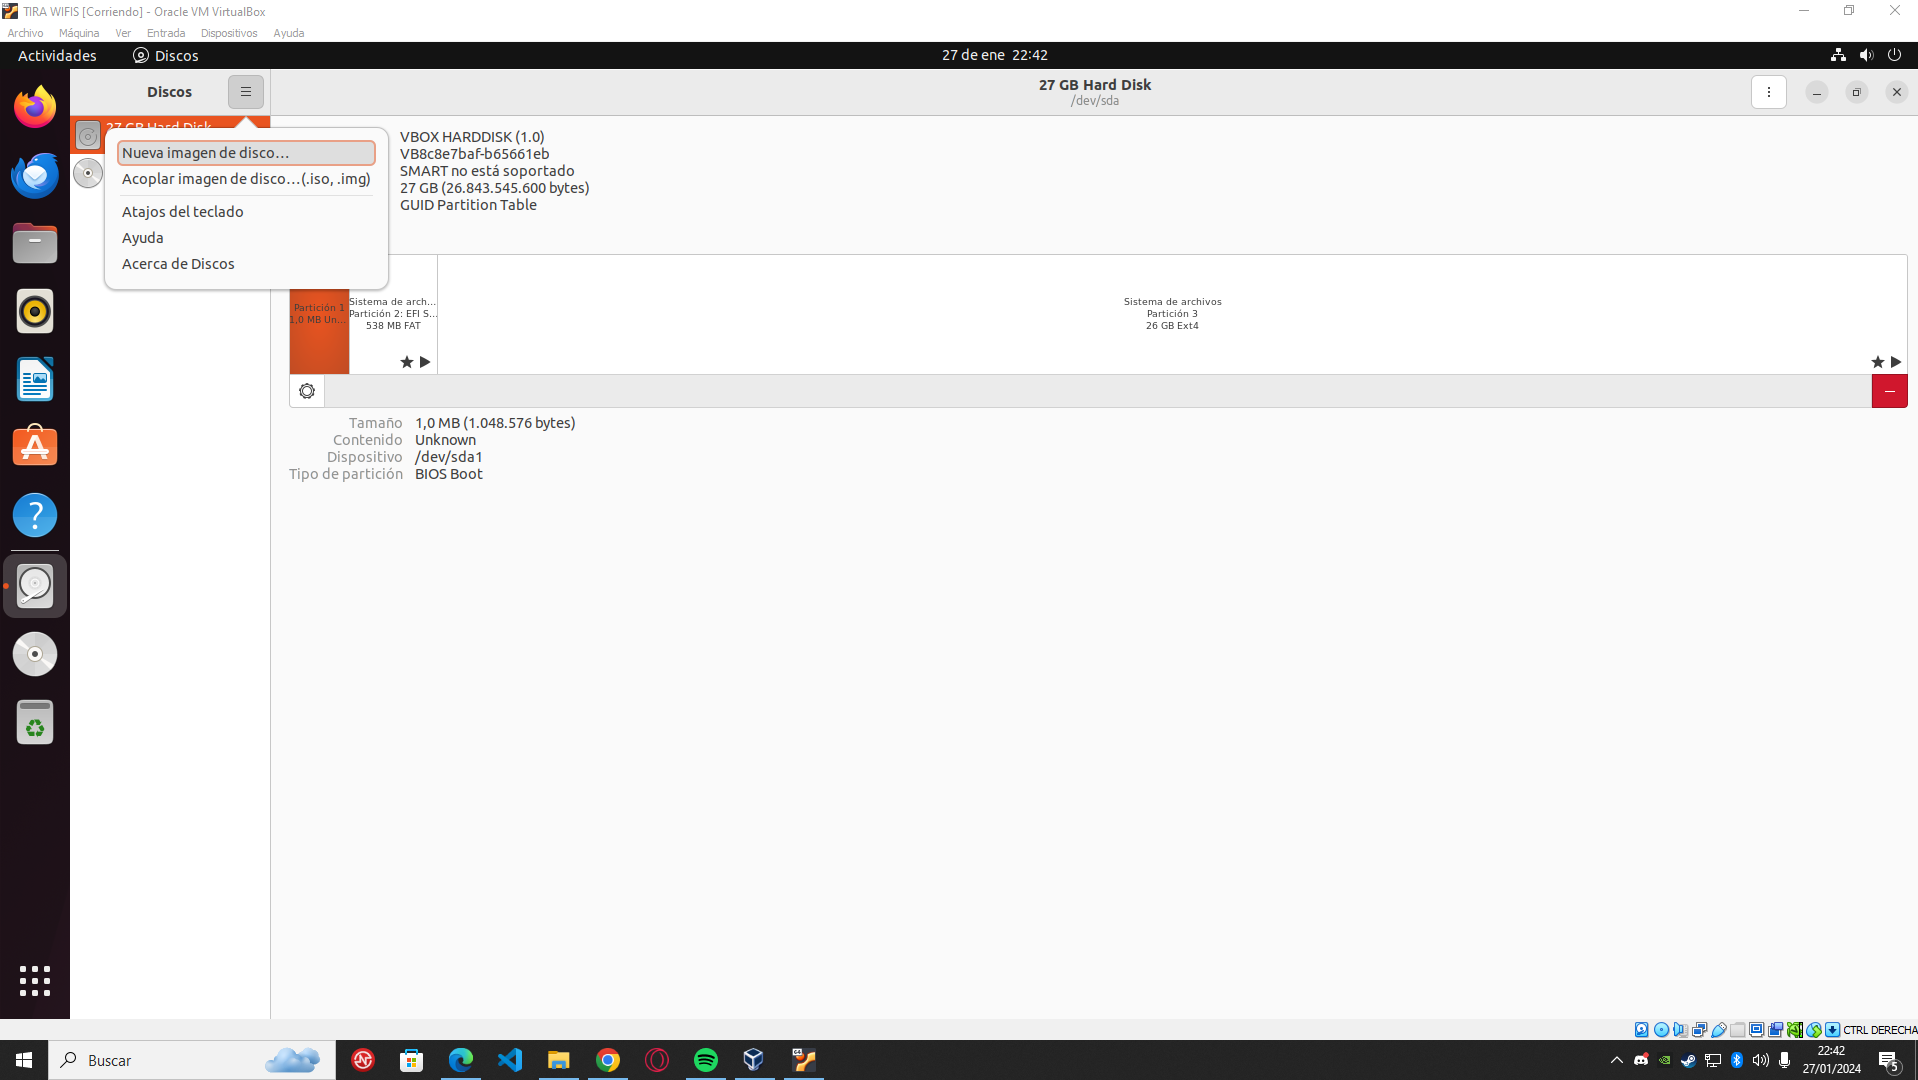 TIRA WIFIS [Corriendo] - Oracle VM VirtualBox
Archivo Máquina Ver Entrada Dispositivos Ayuda
Actividades Discos 27 de ene 22:42
Discos 27 GB Hard Disk
/dev/sda
27 GB Hard Disk
Nueva imagen de disco...
Acoplar imagen de disco...(.iso, .img)
Atajos del teclado
Ayuda
Acerca de Discos
VBOX HARDDISK (1.0)
VB8c8e7baf-b65661eb
SMART no está soportado
27 GB (26.843.545.600 bytes)
GUID Partition Table
Partición 1
1,0 MB Un...
Sistema de arch...
Partición 2: EFI S...
538 MB FAT
Sistema de archivos
Partición 3
26 GB Ext4
Tamaño 1,0 MB (1.048.576 bytes)
Contenido Unknown
Dispositivo /dev/sda1
Tipo de partición BIOS Boot
CTRL DERECHA
Buscar
22:42
27/01/2024
5